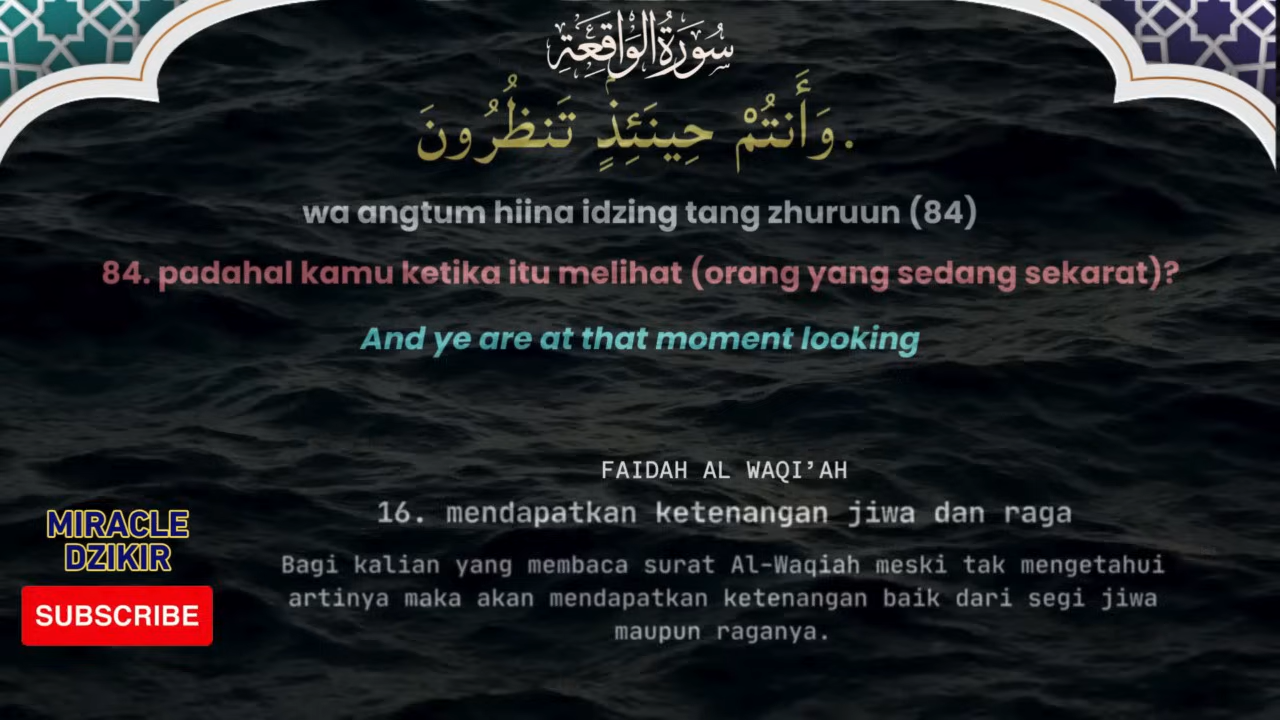 سُورَةُ الوَاقِعَةِ
.وَأَنتُمْ حِينَئِذٍ تَنظُرُونَ
wa angtum hiina idzing tang zhuruun (84)
84. padahal kamu ketika itu melihat (orang yang sedang sekarat)?
And ye are at that moment looking
FAIDAH AL WAQI’AH
16. mendapatkan ketenangan jiwa dan raga
Bagi kalian yang membaca surat Al-Waqiah meski tak mengetahui
artinya maka akan mendapatkan ketenangan baik dari segi jiwa
maupun raganya.
MIRACLE
DZIKIR
SUBSCRIBE